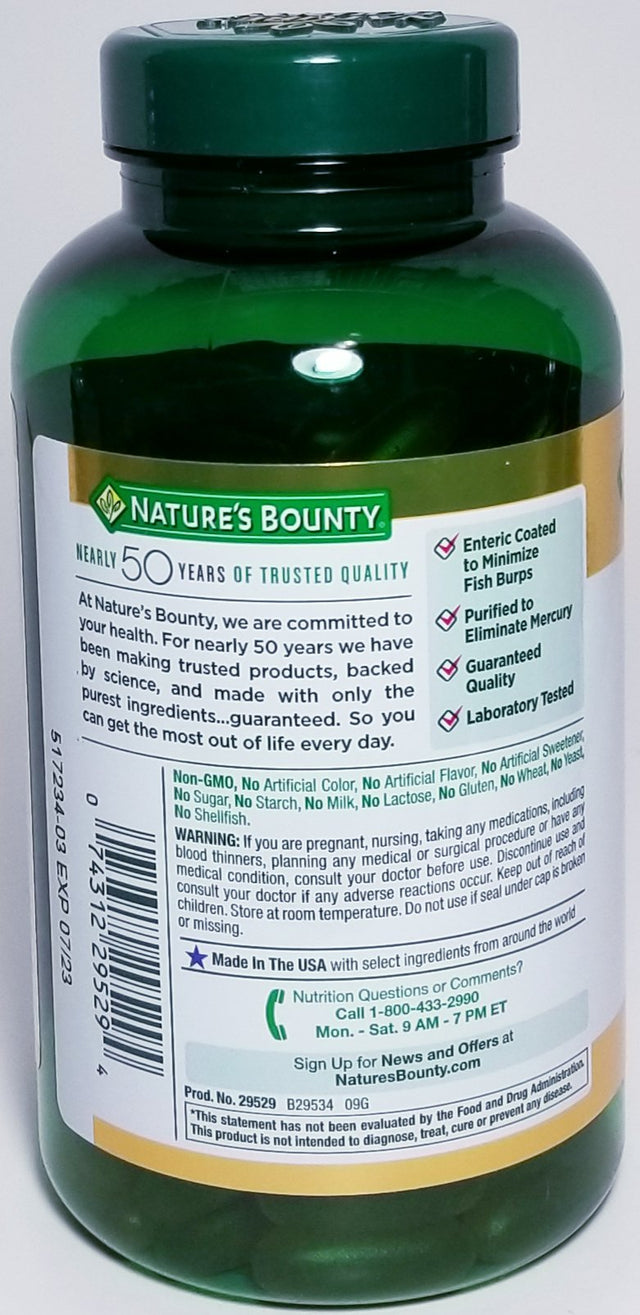 NATURE'S BOUNTY
NEARLY 50 YEARS OF TRUSTED QUALITY
At Nature's Bounty, we are committed to
your health. For nearly 50 years we have
been making trusted products, backed
by science, and made with only the
purest ingredients...guaranteed. So you
can get the most out of life every day.
Enteric Coated
to Minimize
Fish Burps
Purified to
Eliminate Mercury
Guaranteed
Quality
Laboratory Tested
517234-03 EXP 07/23
0 74312 29529 4
Non-GMO, No Artificial Color, No Artificial Flavor, No Artificial Sweetener,
No Sugar, No Starch, No Milk, No Lactose, No Gluten, No Wheat, No Yeast,
No Shellfish.
WARNING: If you are pregnant, nursing, taking any medications, including
blood thinners, planning any medical or surgical procedure or have any
medical condition, consult your doctor before use. Discontinue use and
consult your doctor if any adverse reactions occur. Keep out of reach of
children. Store at room temperature. Do not use if seal under cap is broken
or missing.
Made In The USA with select ingredients from around the world
Nutrition Questions or Comments?
Call 1-800-433-2990
Mon. - Sat. 9 AM - 7 PM ET
Sign Up for News and Offers at
NaturesBounty.com
Prod. No. 29529 B29534 09G
*This statement has not been evaluated by the Food and Drug Administration.
This product is not intended to diagnose, treat, cure or prevent any disease.